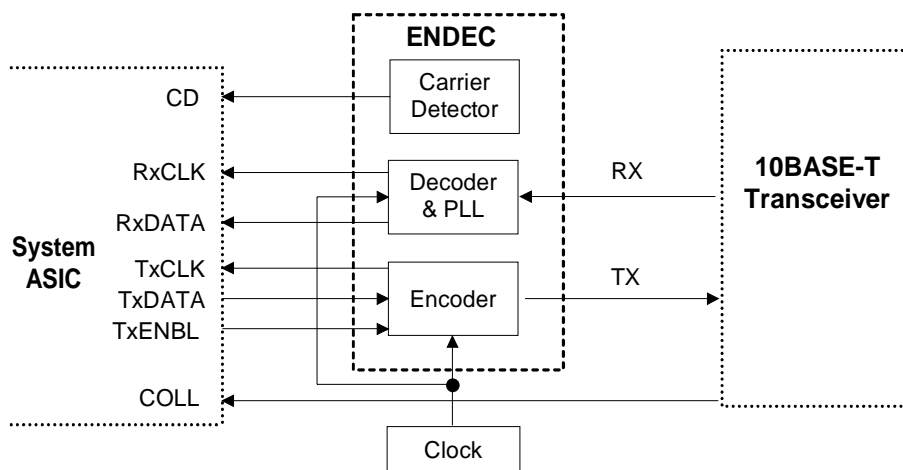 ENDEC
Carrier
Detector
CD
RxCLK
Decoder
& PLL
RX
10BASE-T
Transceiver
RxDATA
System
ASIC
TxCLK
TxDATA
TxENBL
Encoder
TX
COLL
Clock